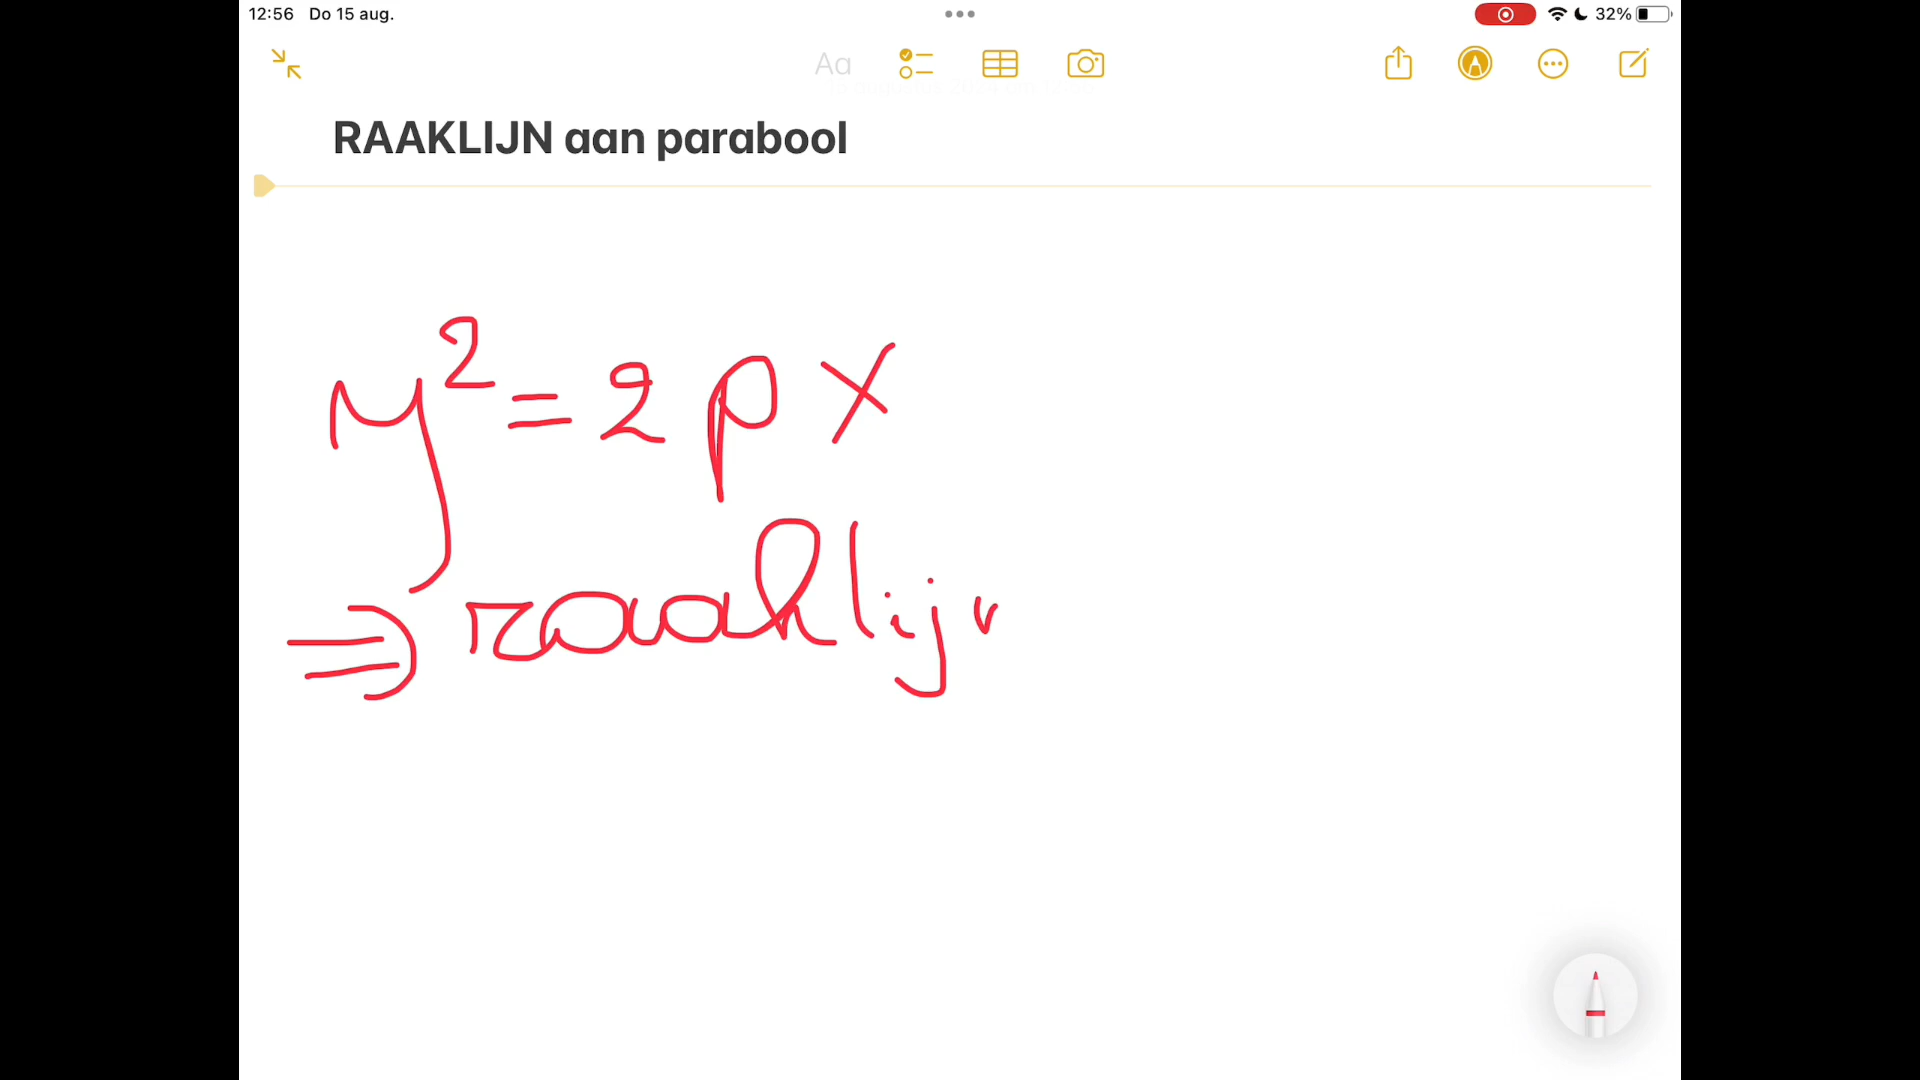 12:56 Do 15 aug. 32%
Aa
RAAKLIJN aan parabool
y² = 2px
⇒ raaklijn